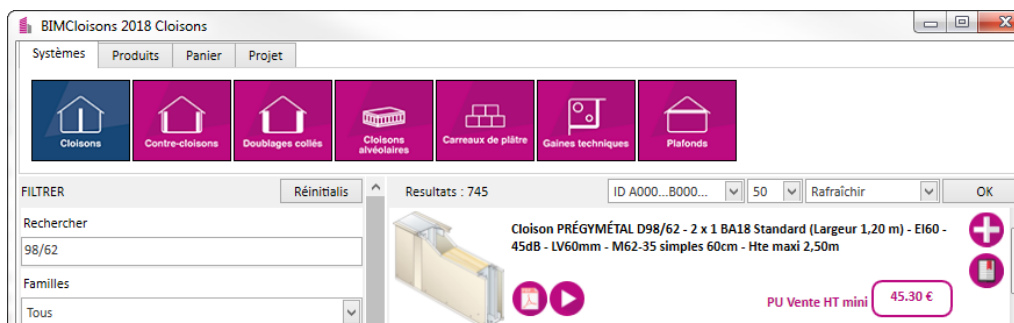 BIMCloisons 2018 Cloisons
Systèmes Produits Panier Projet
Cloisons Contre-cloisons Doublages collés Cloisons alvéolaires Carreaux de plâtre Gaines techniques Plafonds
FILTRER Réinitialis Resultats : 745 ID A000...B000... 50 Rafraîchir OK
Rechercher
98/62
Familles
Tous
Cloison PRÉGYMÉTAL D98/62 - 2 x 1 BA18 Standard (Largeur 1,20 m) - EI60 -
45dB - LV60mm - M62-35 simples 60cm - Hte maxi 2,50m
PU Vente HT mini 45.30 €